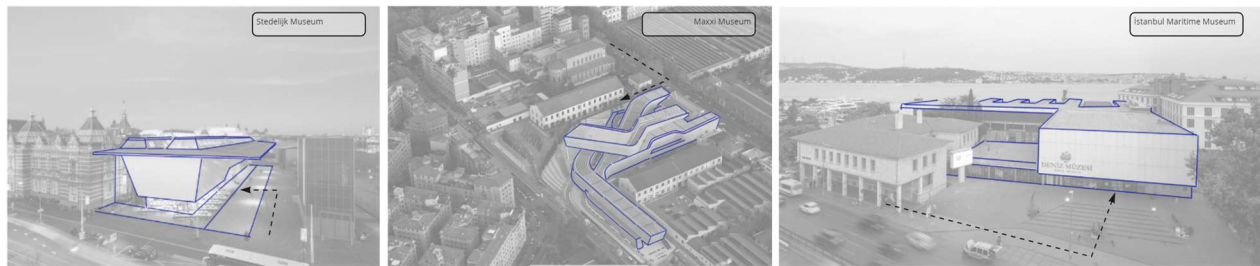 Stedelijk Museum
Maxxi Museum
İstanbul Maritime Museum
DENİZ MÜZESİ